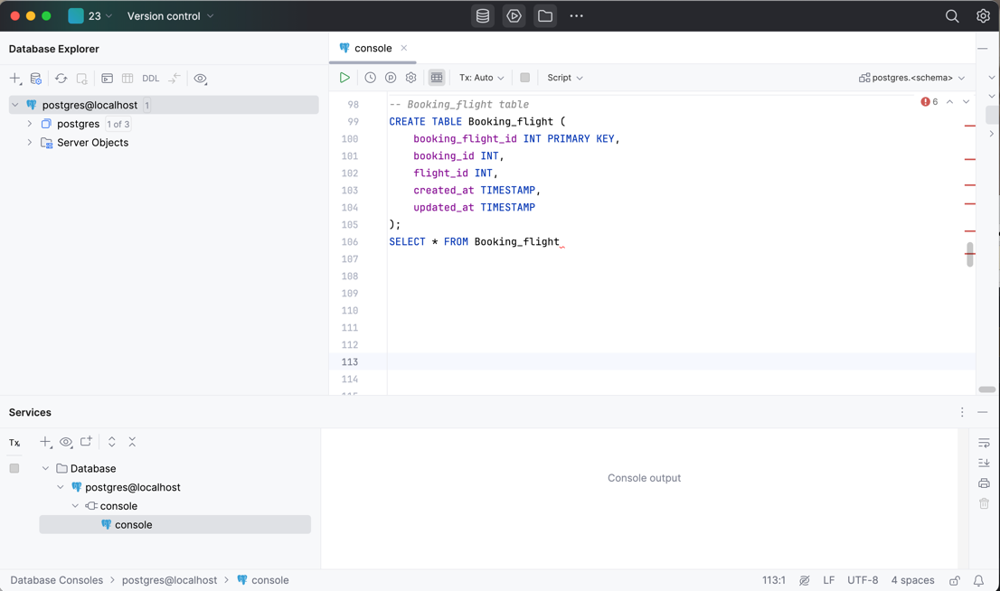 23 Version control
Database Explorer
console
DDL
Tx: Auto Script postgres.<schema>
postgres@localhost 1
postgres 1 of 3
Server Objects
6
98 -- Booking_flight table
99 CREATE TABLE Booking_flight (
100 booking_flight_id INT PRIMARY KEY,
101 booking_id INT,
102 flight_id INT,
103 created_at TIMESTAMP,
104 updated_at TIMESTAMP
105 );
106 SELECT * FROM Booking_flight
107
108
109
110
111
112
113
114
115
Services
Tx
Database
postgres@localhost
console
console
Console output
Database Consoles > postgres@localhost > console 113:1 LF UTF-8 4 spaces